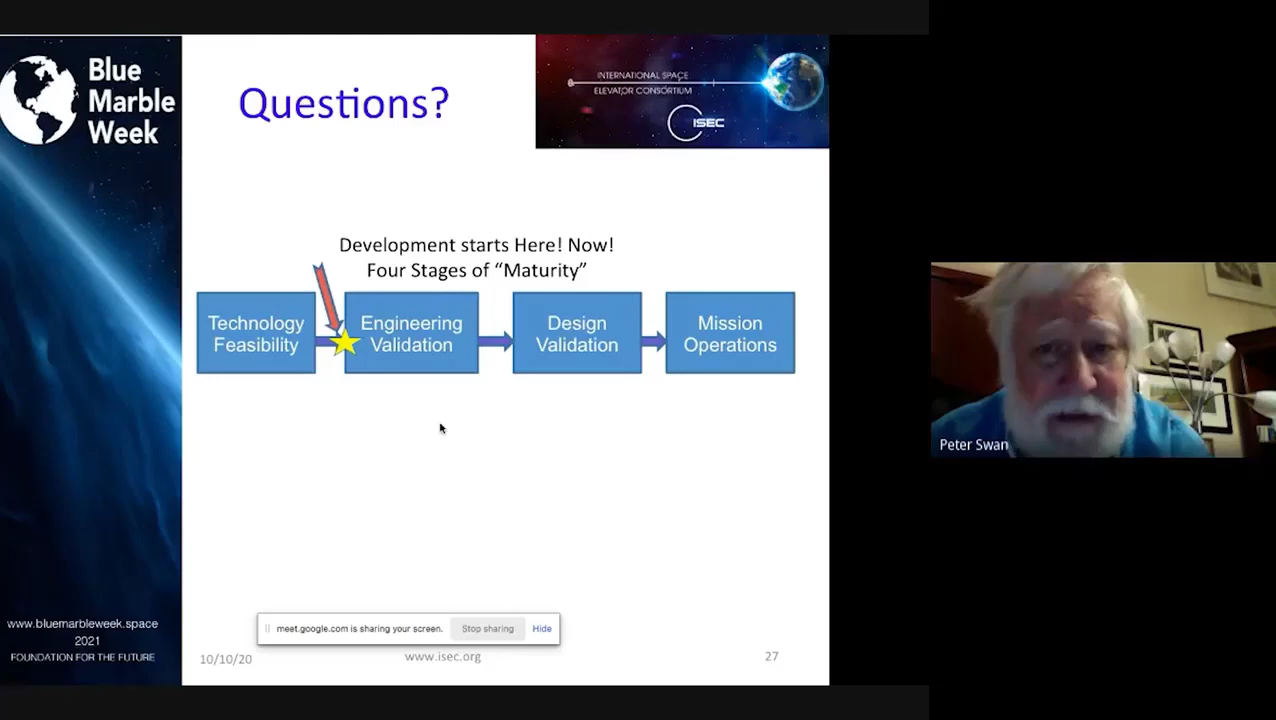 Blue
Marble
Week
Questions?
INTERNATIONAL SPACE
ELEVATOR CONSORTIUM
ISEC
Development starts Here! Now!
Four Stages of “Maturity”
Technology
Feasibility
Engineering
Validation
Design
Validation
Mission
Operations
Peter Swan
meet.google.com is sharing your screen.
Stop sharing
Hide
www.bluemarbleweek.space
2021
FOUNDATION FOR THE FUTURE
10/10/20
www.isec.org
27